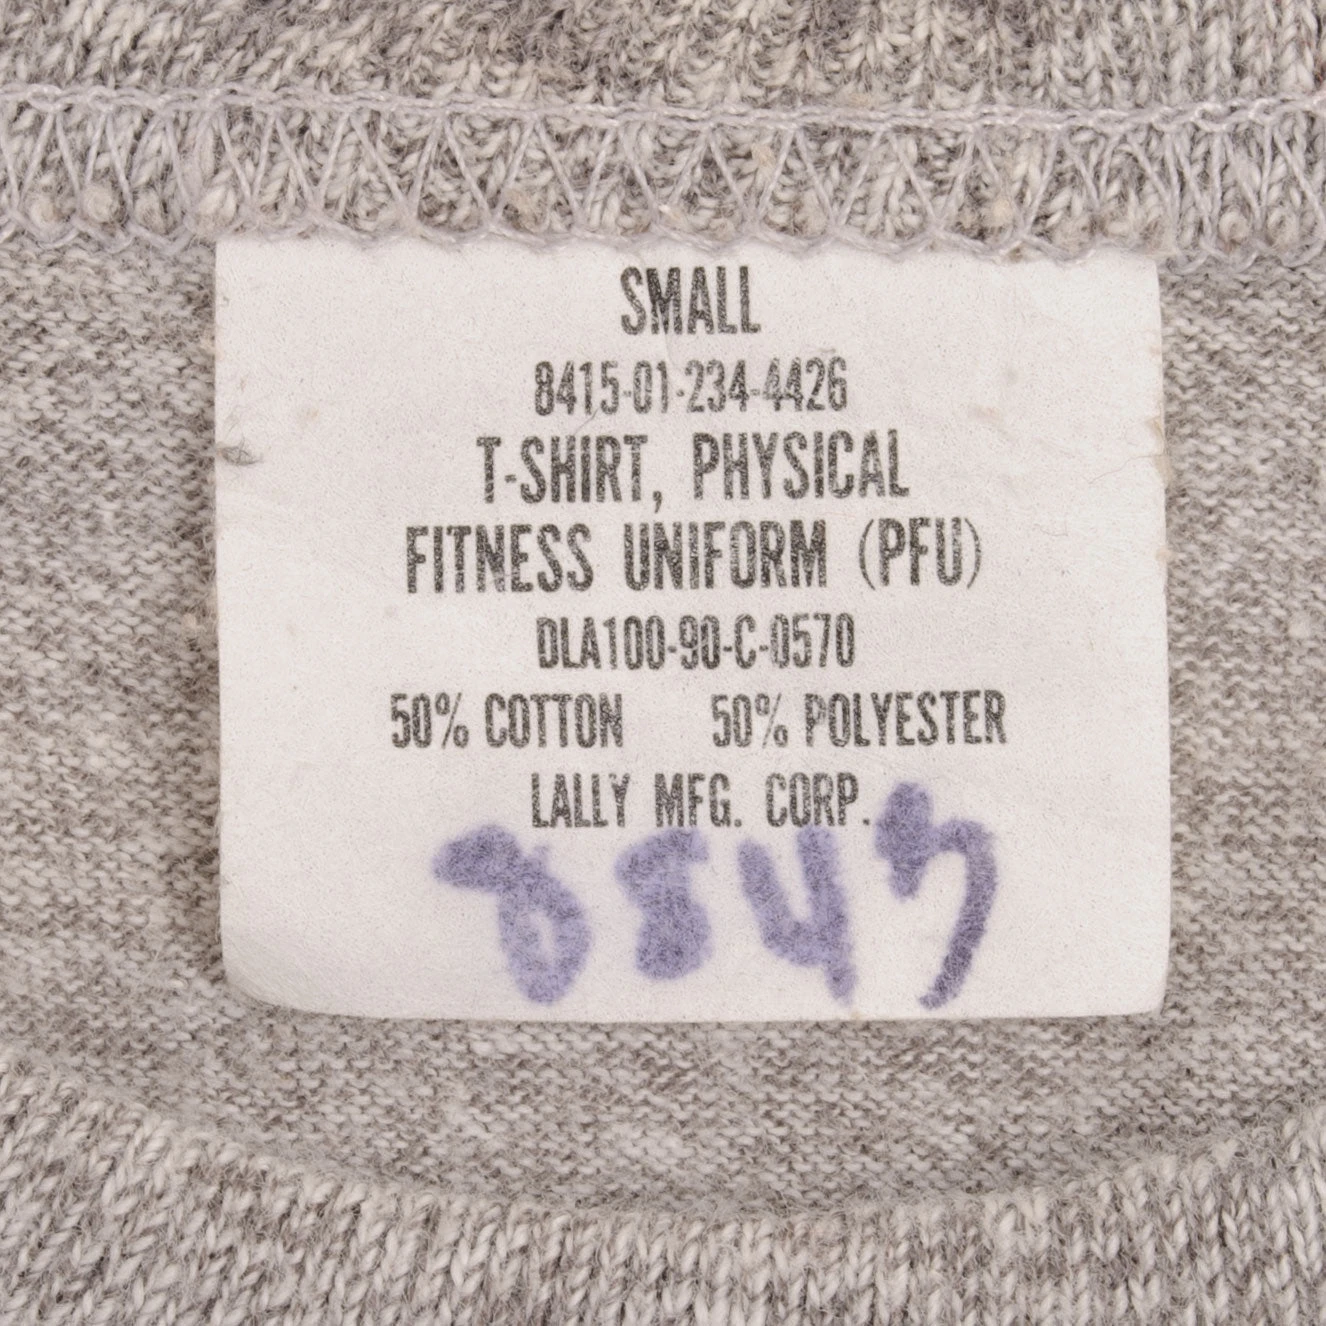 SMALL
8415-01-234-4426
T-SHIRT, PHYSICAL
FITNESS UNIFORM (PFU)
DLA100-90-C-0570
50% COTTON 50% POLYESTER
LALLY MFG. CORP.